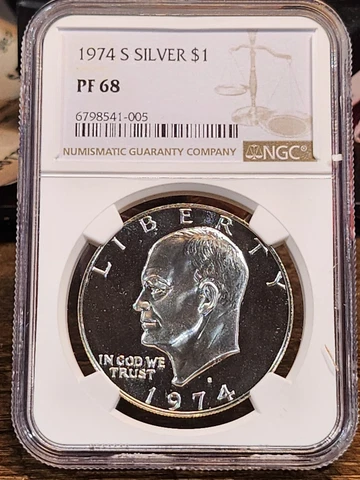 1974 S SILVER $1
PF 68
6798541-005
NUMISMATIC GUARANTY COMPANY NGC®
LIBERTY
IN GOD WE
TRUST
S
1974